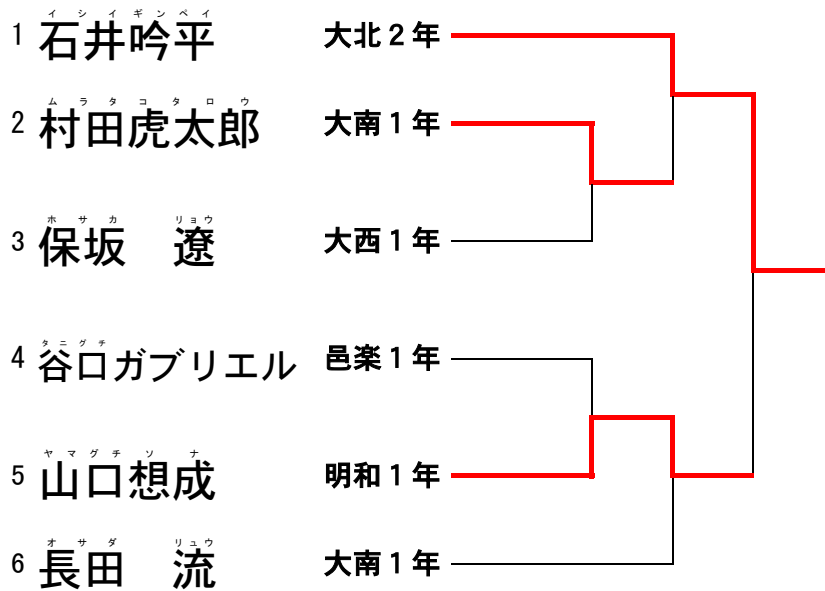 イシイギンペイ
1 石井吟平 大北2年
ムラタコタロウ
2 村田虎太郎 大南1年
ホサカ リョウ
3 保坂 遼 大西1年
タニグチ
4 谷口ガブリエル 邑楽1年
ヤマグチソナ
5 山口想成 明和1年
オサダ リュウ
6 長田 流 大南1年